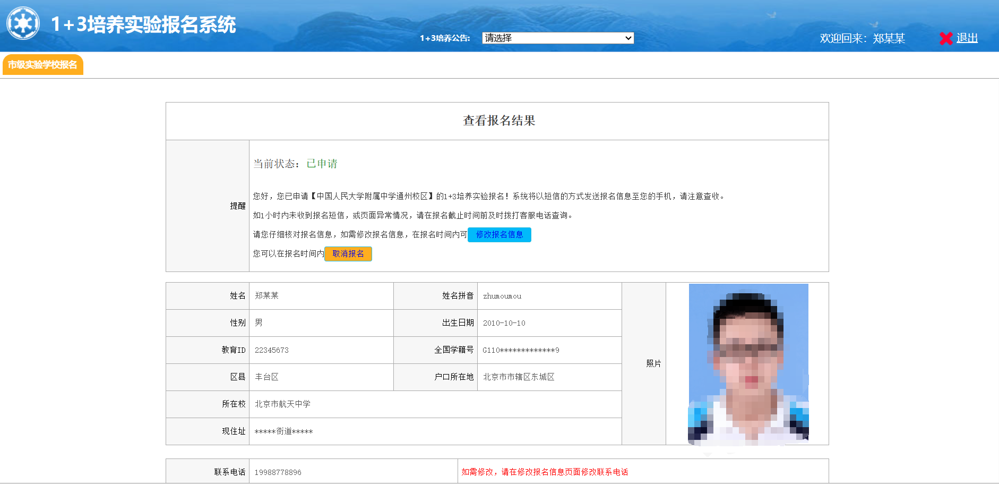 1+3培养实验报名系统
1+3培养公告: 请选择 欢迎回来：郑某某 退出
市级实验学校报名
查看报名结果
当前状态：已申请
提醒
您好，您已申请【中国人民大学附属中学通州校区】的1+3培养实验报名！系统将以短信的方式发送报名信息至您的手机，请注意查收。
如1小时内未收到报名短信，或页面异常情况，请在报名截止时间前及时拨打客服电话查询。
请您仔细核对报名信息，如需修改报名信息，在报名时间内可 修改报名信息
您可以在报名时间内 取消报名
姓名 郑某某 姓名拼音 zhumoumou
性别 男 出生日期 2010-10-10
教育ID 22345673 全国学籍号 G110*************9
照片
区县 丰台区 户口所在地 北京市市辖区东城区
所在校 北京市航天中学
现住址 *****街道*****
联系电话 19988778896 如需修改，请在修改报名信息页面修改联系电话